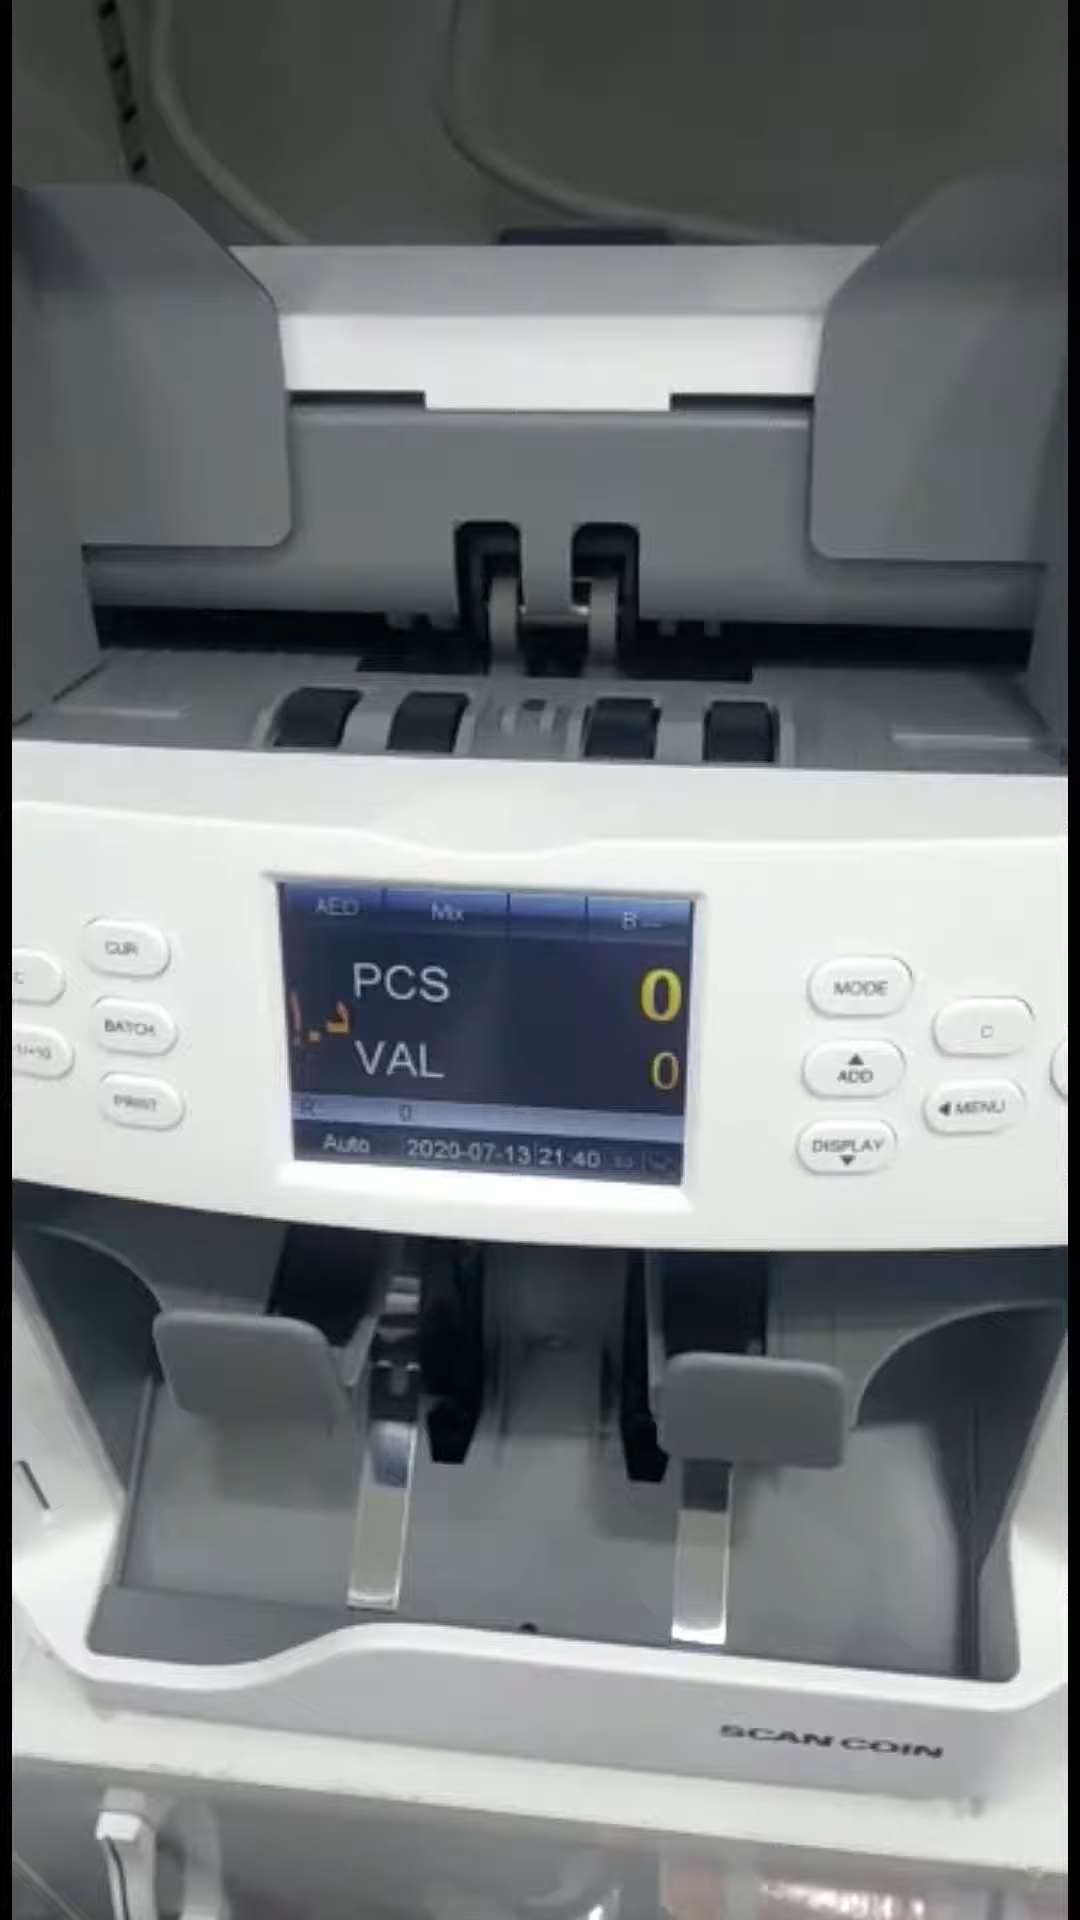 AED Mix B
PCS 0
د.إ
VAL 0
R 0
Auto 2020-07-13 21:40
C
CUR
BATCH
PRINT
MODE
C
▲
ADD
◀MENU
DISPLAY
▼
SCAN COIN